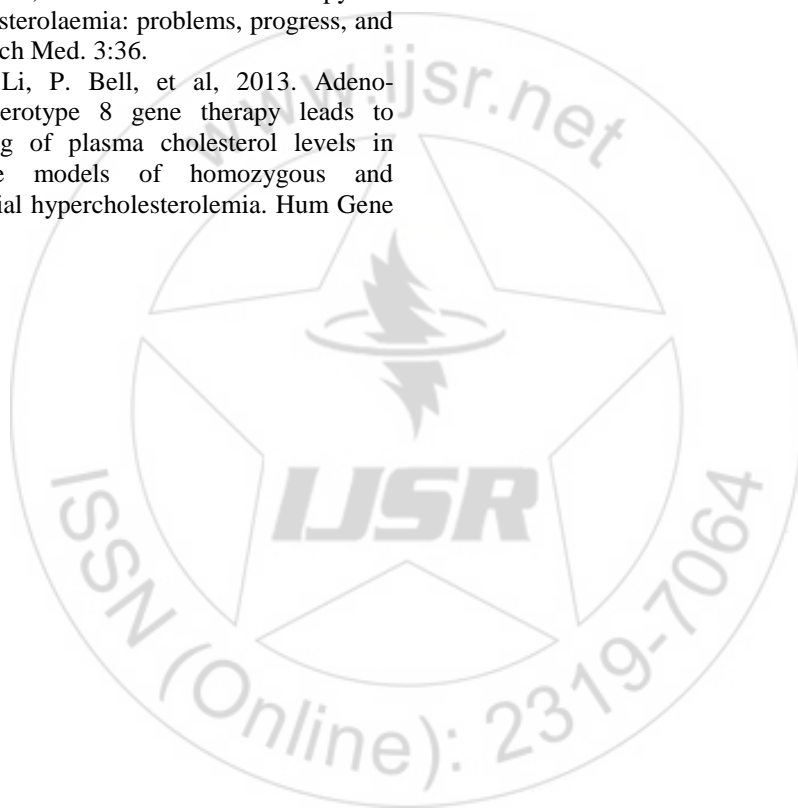 sterolaemia: problems, progress, and
ch Med. 3:36.
Li, P. Bell, et al, 2013. Adeno-
erotype 8 gene therapy leads to
g of plasma cholesterol levels in
e models of homozygous and
ial hypercholesterolemia. Hum Gene
www.ijsr.net
IJSR
ISSN (Online): 2319-7064